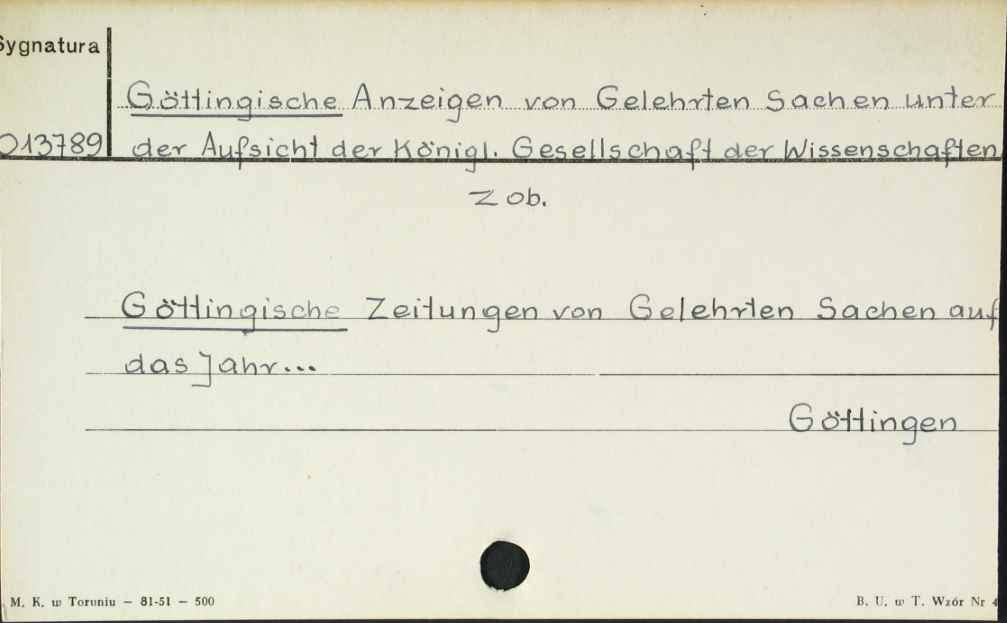 Sygnatura
Göttingische Anzeigen von Gelehrten Sachen unter
013789 der Aufsicht der Königl. Gesellschaft der Wissenschaften
Z ob.
Göttingische Zeitungen von Gelehrten Sachen auf
das Jahr...
Göttingen
M. K. w Toruniu — 81-51 — 500
B. U. w T. Wzór Nr 4